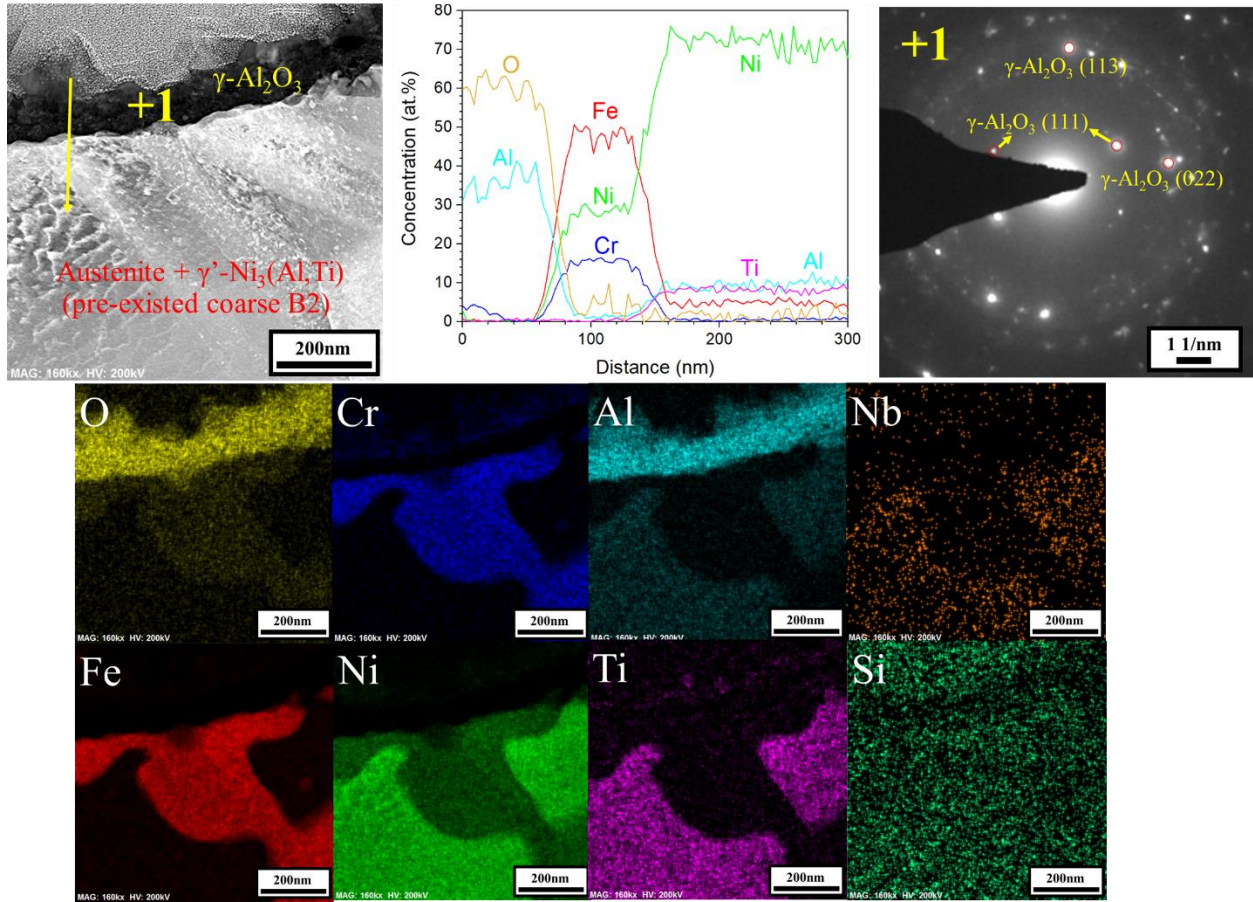 γ-Al₂O₃
+1
Austenite + γ'-Ni₃(Al,Ti)
(pre-existed coarse B2)
200nm
MAG: 160kx HV: 200kV
Concentration (at.%)
80
70
60
50
40
30
20
10
0
O
Al
Fe
Ni
Cr
Ni
Ti
Al
0
100
200
300
Distance (nm)
+1
γ-Al₂O₃ (113)
γ-Al₂O₃ (111)
γ-Al₂O₃ (022)
1 1/nm
O
MAG: 160kx HV: 200kV
200nm
Cr
MAG: 160kx HV: 200kV
200nm
Al
MAG: 160kx HV: 200kV
200nm
Nb
MAG: 160kx HV: 200kV
200nm
Fe
MAG: 160kx HV: 200kV
200nm
Ni
MAG: 160kx HV: 200kV
200nm
Ti
MAG: 160kx HV: 200kV
200nm
Si
MAG: 160kx HV: 200kV
200nm